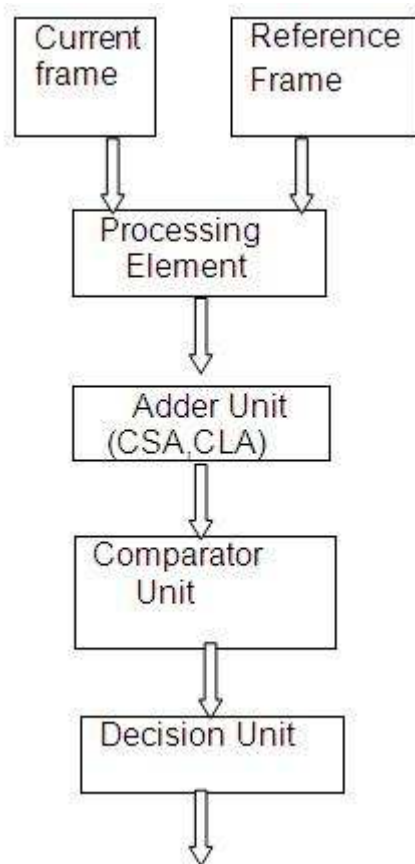 Current
frame
Reference
Frame
Processing
Element
Adder Unit
(CSA,CLA)
Comparator
Unit
Decision Unit